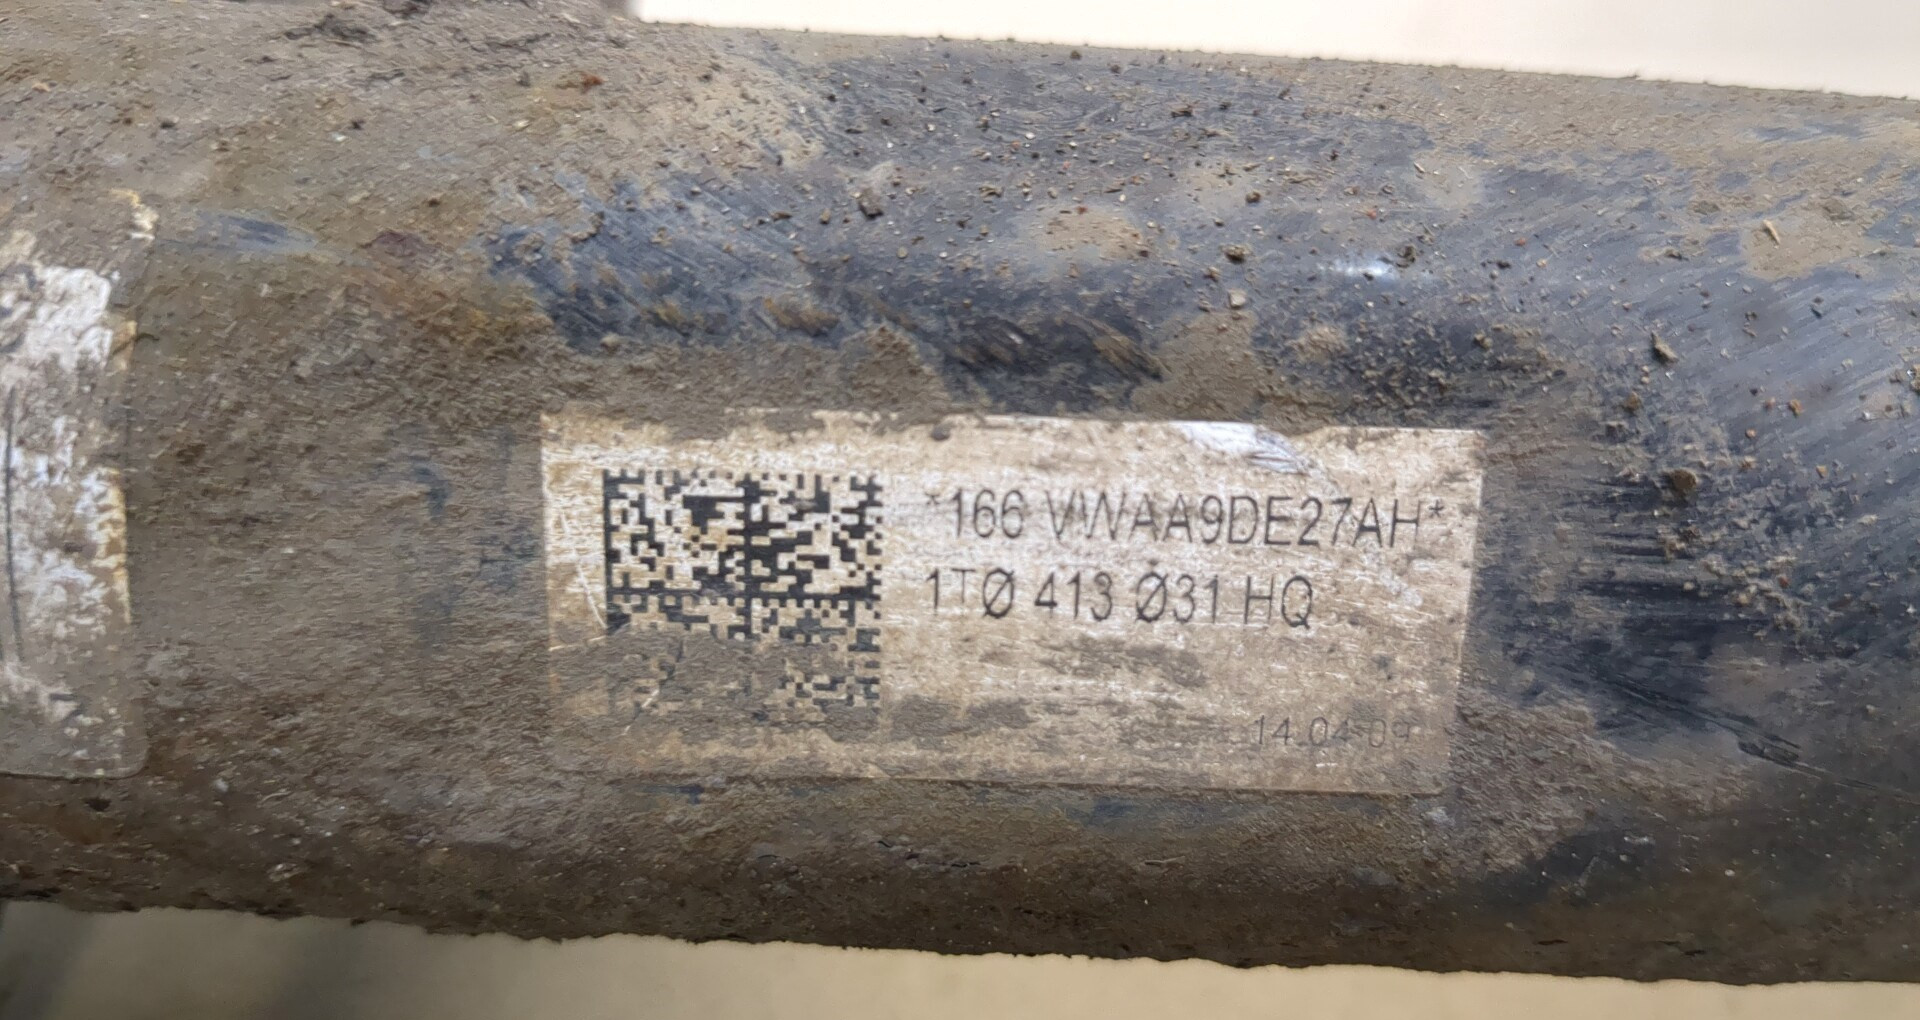 *166 VWAA9DE27AH*
1TØ 413 Ø31 HQ
14.04.09